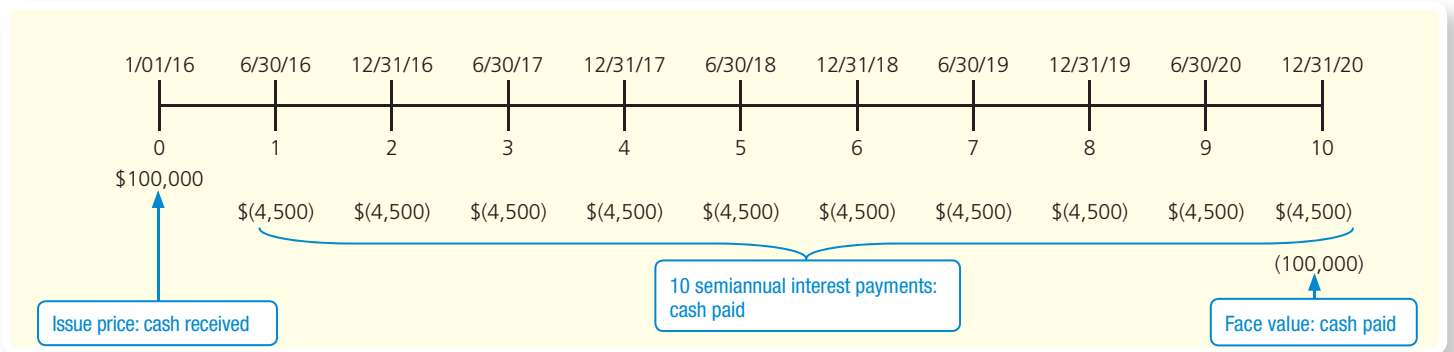 1/01/16 6/30/16 12/31/16 6/30/17 12/31/17 6/30/18 12/31/18 6/30/19 12/31/19 6/30/20 12/31/20
0 1 2 3 4 5 6 7 8 9 10
$100,000
$(4,500) $(4,500) $(4,500) $(4,500) $(4,500) $(4,500) $(4,500) $(4,500) $(4,500) $(4,500)
(100,000)
10 semiannual interest payments:
cash paid
Issue price: cash received
Face value: cash paid